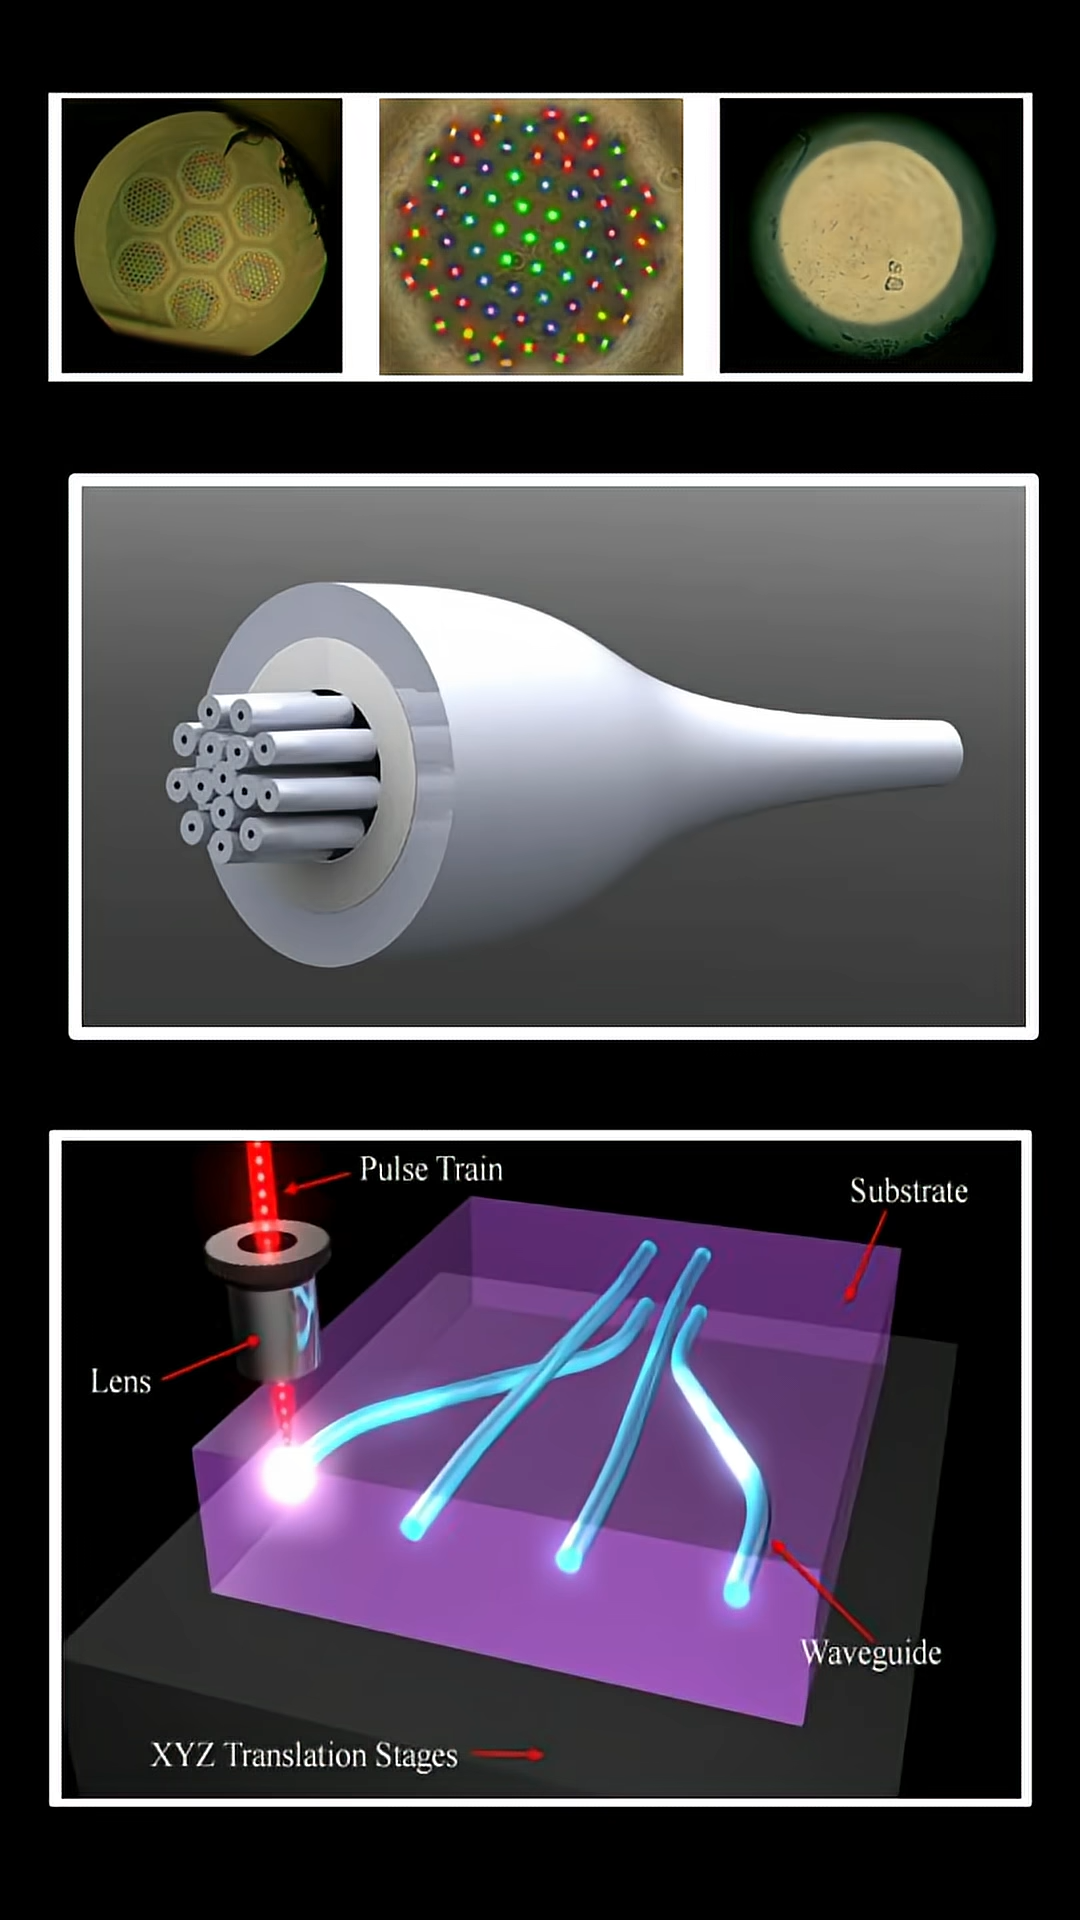 Pulse Train
Substrate
Lens
Waveguide
XYZ Translation Stages